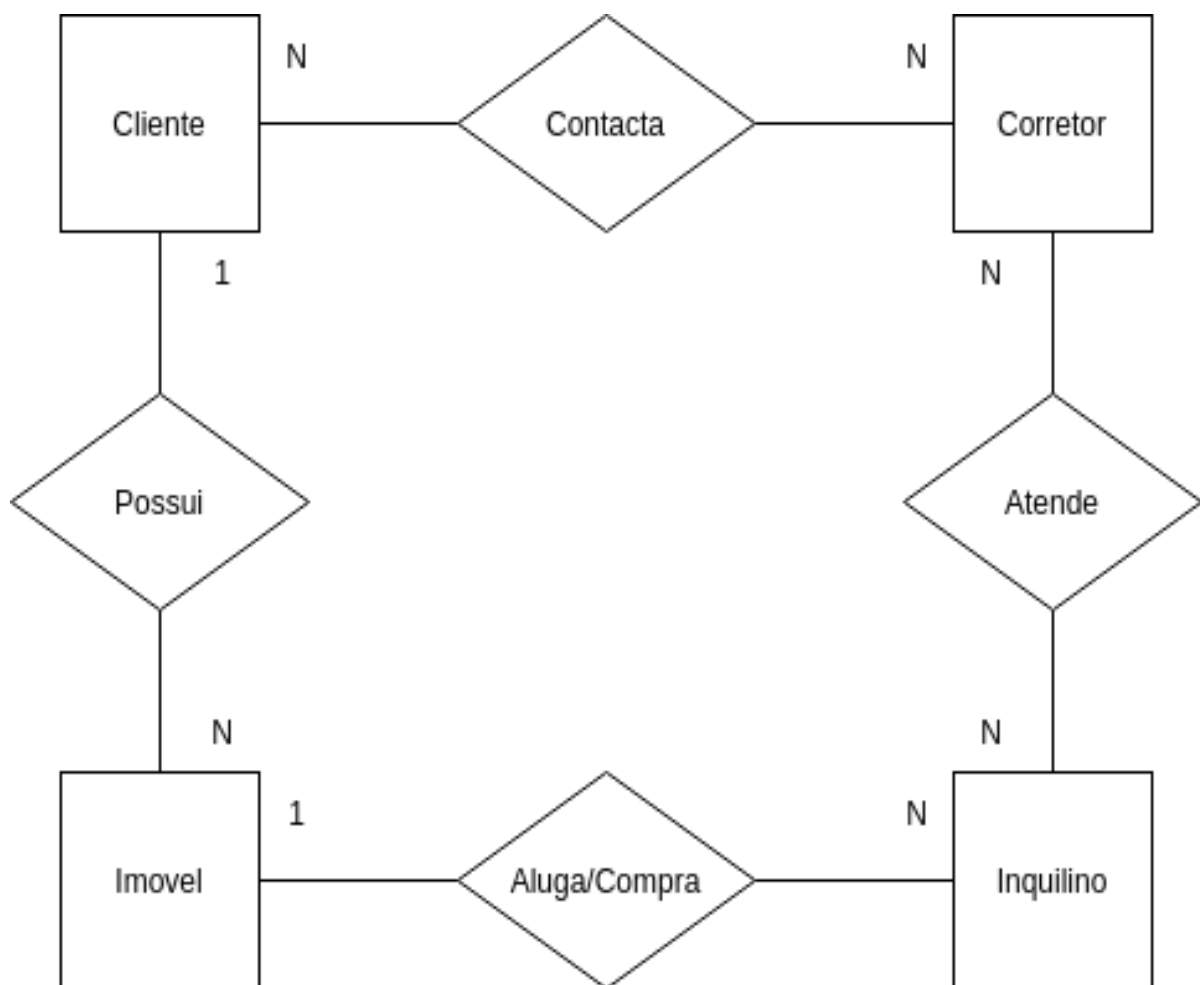 N
N
Cliente
Contacta
Corretor
1
N
Possui
Atende
N
N
1
N
Imovel
Aluga/Compra
Inquilino